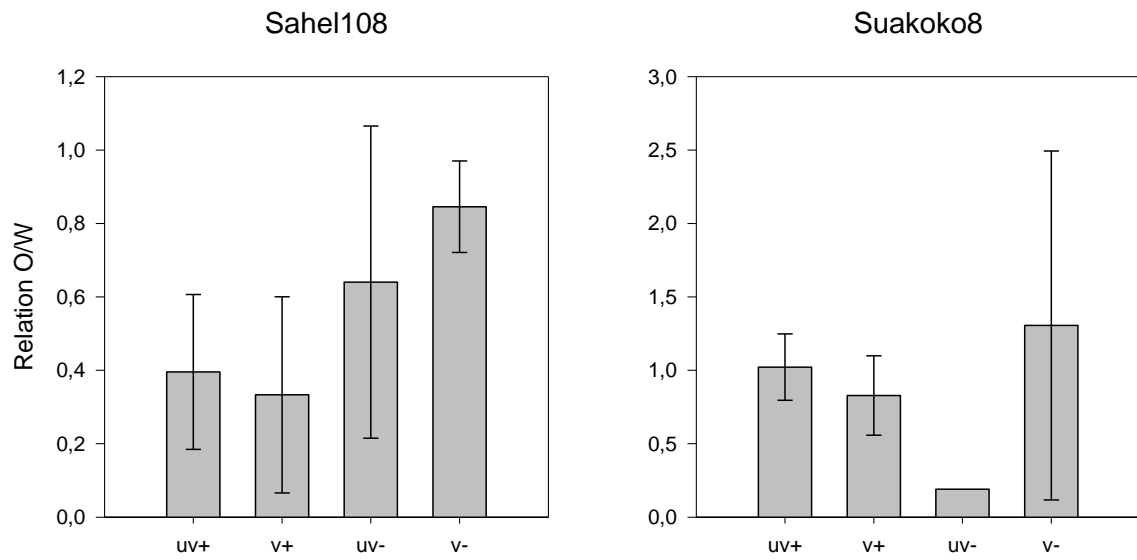 Sahel108
Suakoko8
Relation O/W
1,2
1,0
0,8
0,6
0,4
0,2
0,0
uv+ v+ uv- v-
3,0
2,5
2,0
1,5
1,0
0,5
0,0
uv+ v+ uv- v-